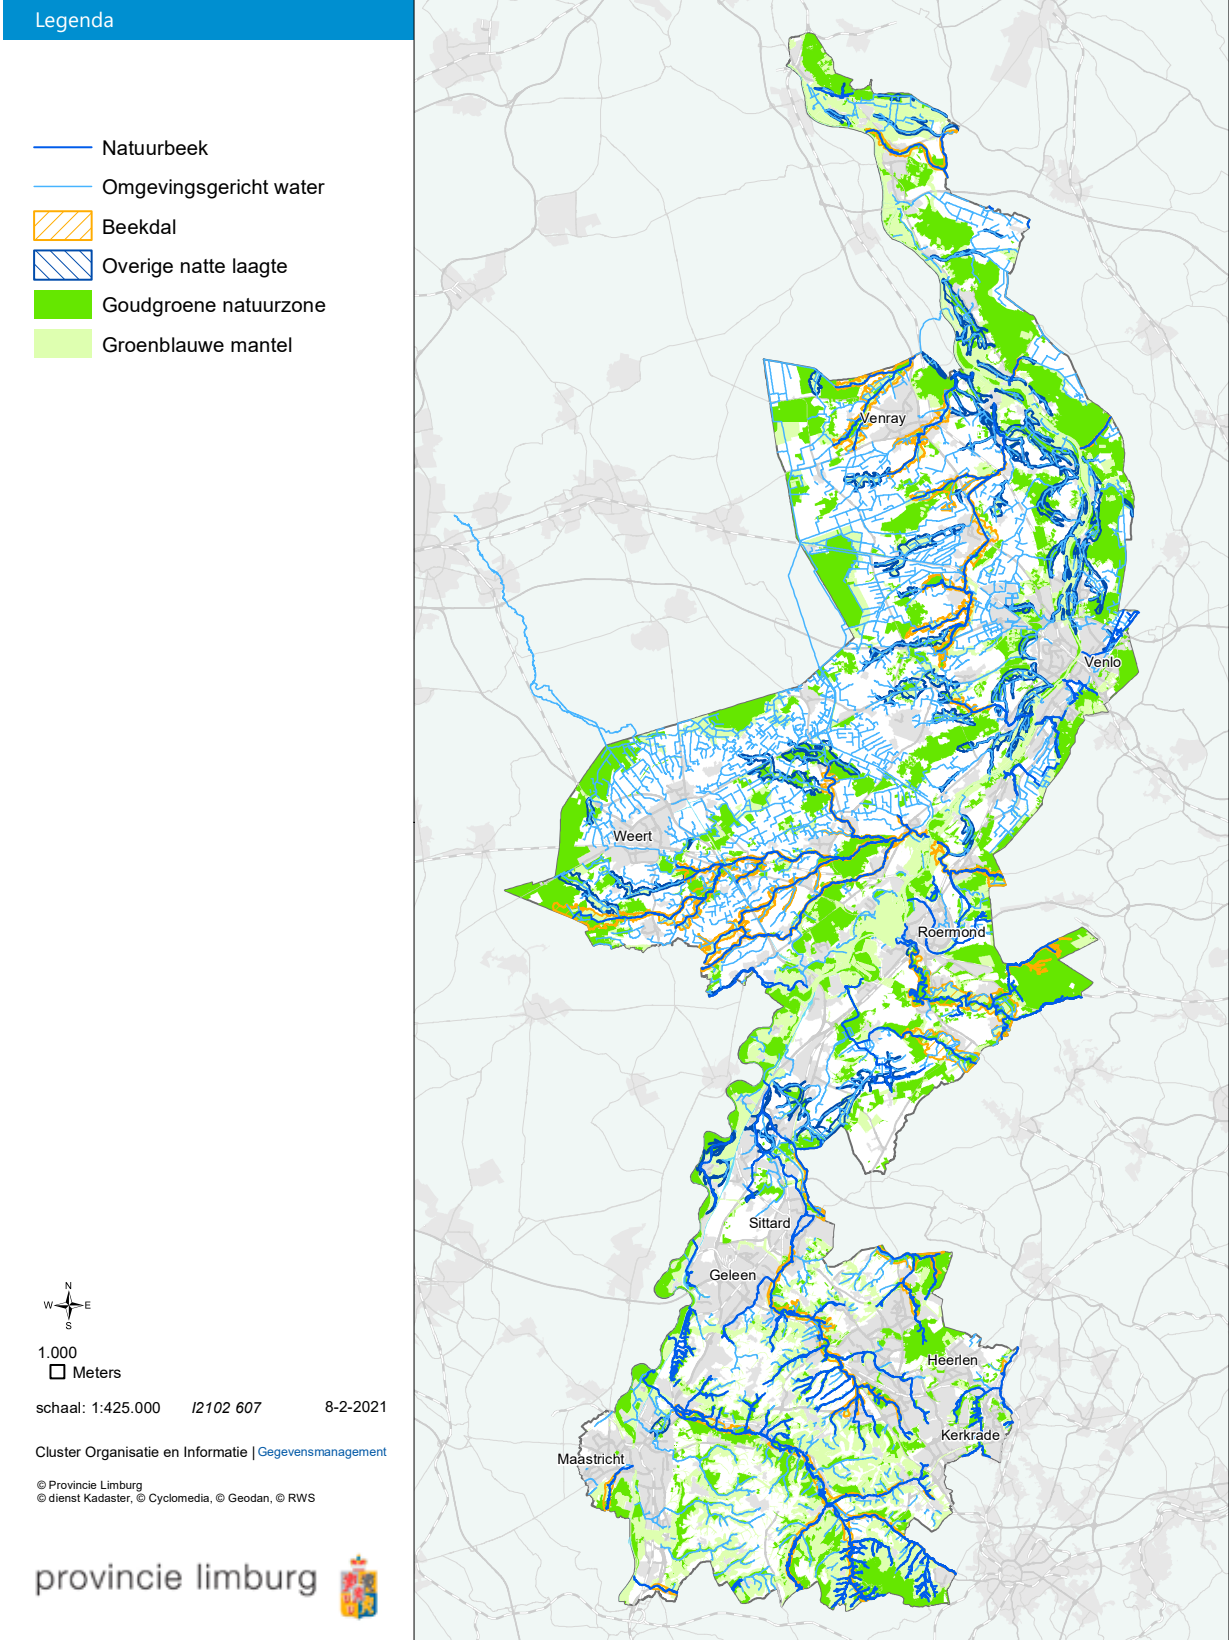 Legenda
Natuurbeek
Omgevingsgericht water
Beekdal
Overige natte laagte
Goudgroene natuurzone
Groenblauwe mantel
Venray
Venlo
Weert
Roermond
Sittard
Geleen
Heerlen
Kerkrade
Maastricht
N
W E
S
1.000
Meters
schaal: 1:425.000 I2102 607 8-2-2021
Cluster Organisatie en Informatie | Gegevensmanagement
© Provincie Limburg
© dienst Kadaster, © Cyclomedia, © Geodan, © RWS
provincie limburg